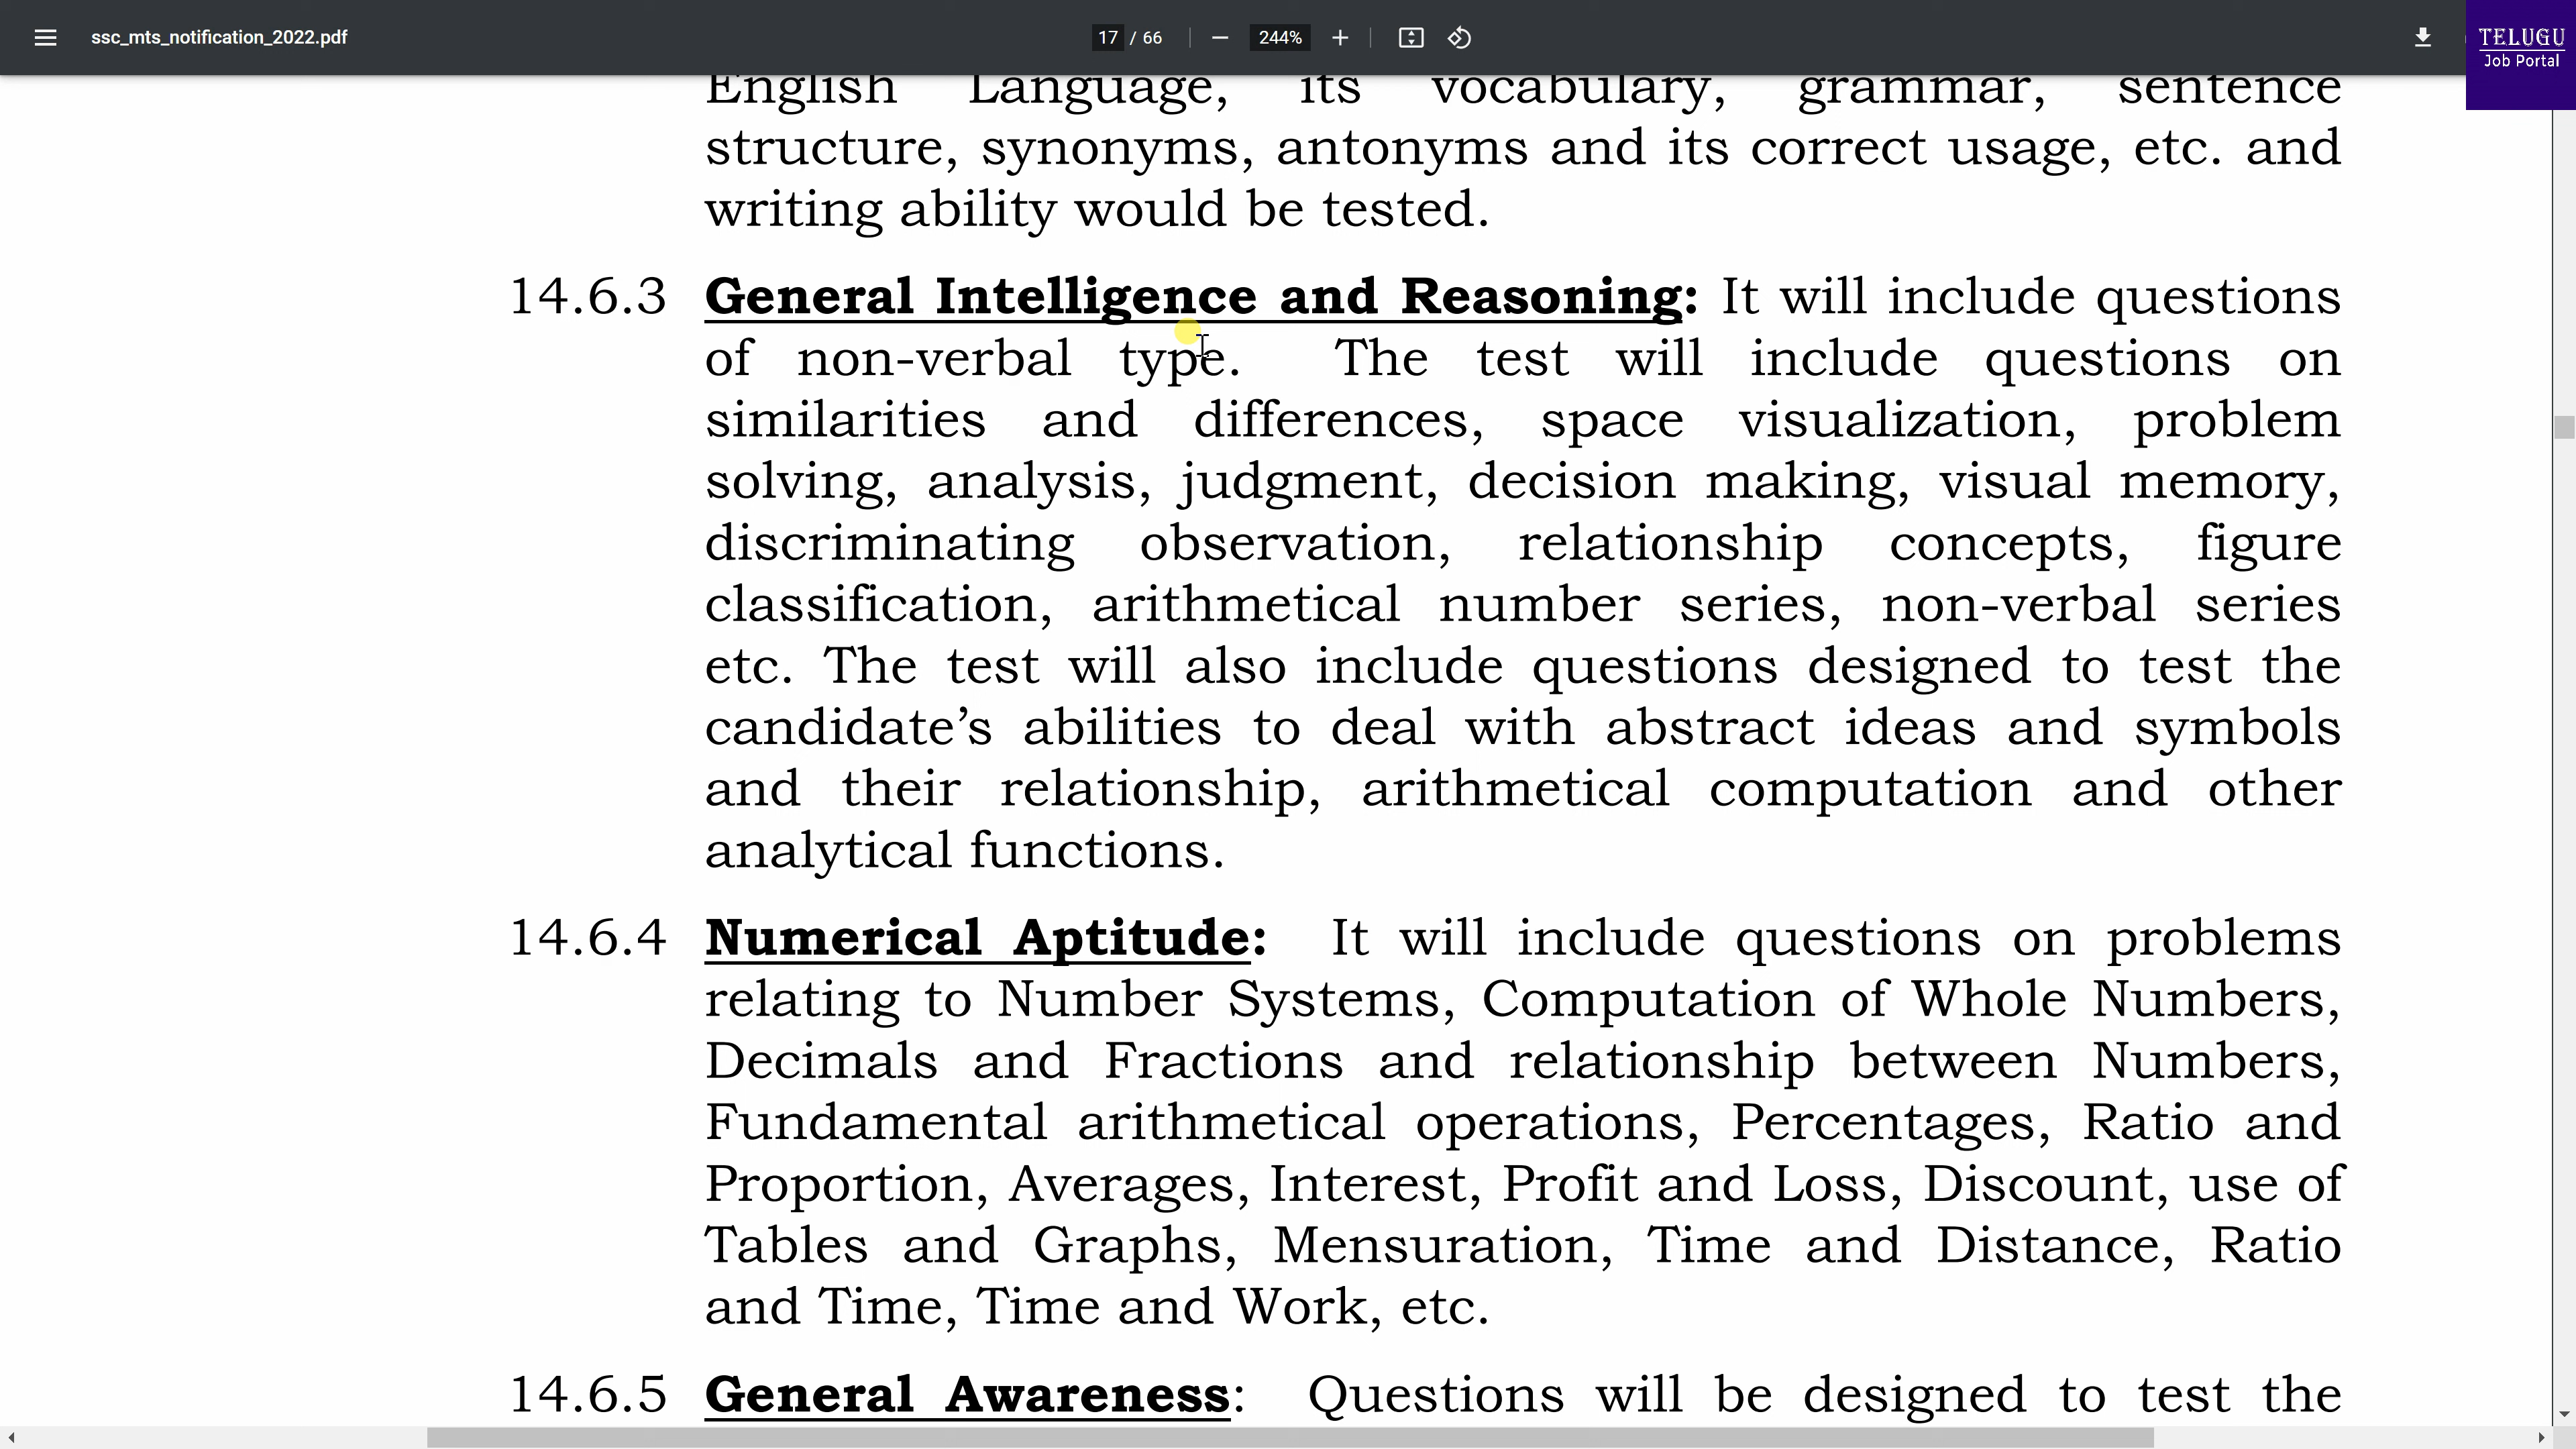 ssc_mts_notification_2022.pdf
17 / 66
244%
TELUGU
Job Portal
English Language, its vocabulary, grammar, sentence
structure, synonyms, antonyms and its correct usage, etc. and
writing ability would be tested.
14.6.3 General Intelligence and Reasoning: It will include questions
of non-verbal type. The test will include questions on
similarities and differences, space visualization, problem
solving, analysis, judgment, decision making, visual memory,
discriminating observation, relationship concepts, figure
classification, arithmetical number series, non-verbal series
etc. The test will also include questions designed to test the
candidate’s abilities to deal with abstract ideas and symbols
and their relationship, arithmetical computation and other
analytical functions.
14.6.4 Numerical Aptitude: It will include questions on problems
relating to Number Systems, Computation of Whole Numbers,
Decimals and Fractions and relationship between Numbers,
Fundamental arithmetical operations, Percentages, Ratio and
Proportion, Averages, Interest, Profit and Loss, Discount, use of
Tables and Graphs, Mensuration, Time and Distance, Ratio
and Time, Time and Work, etc.
14.6.5 General Awareness: Questions will be designed to test the